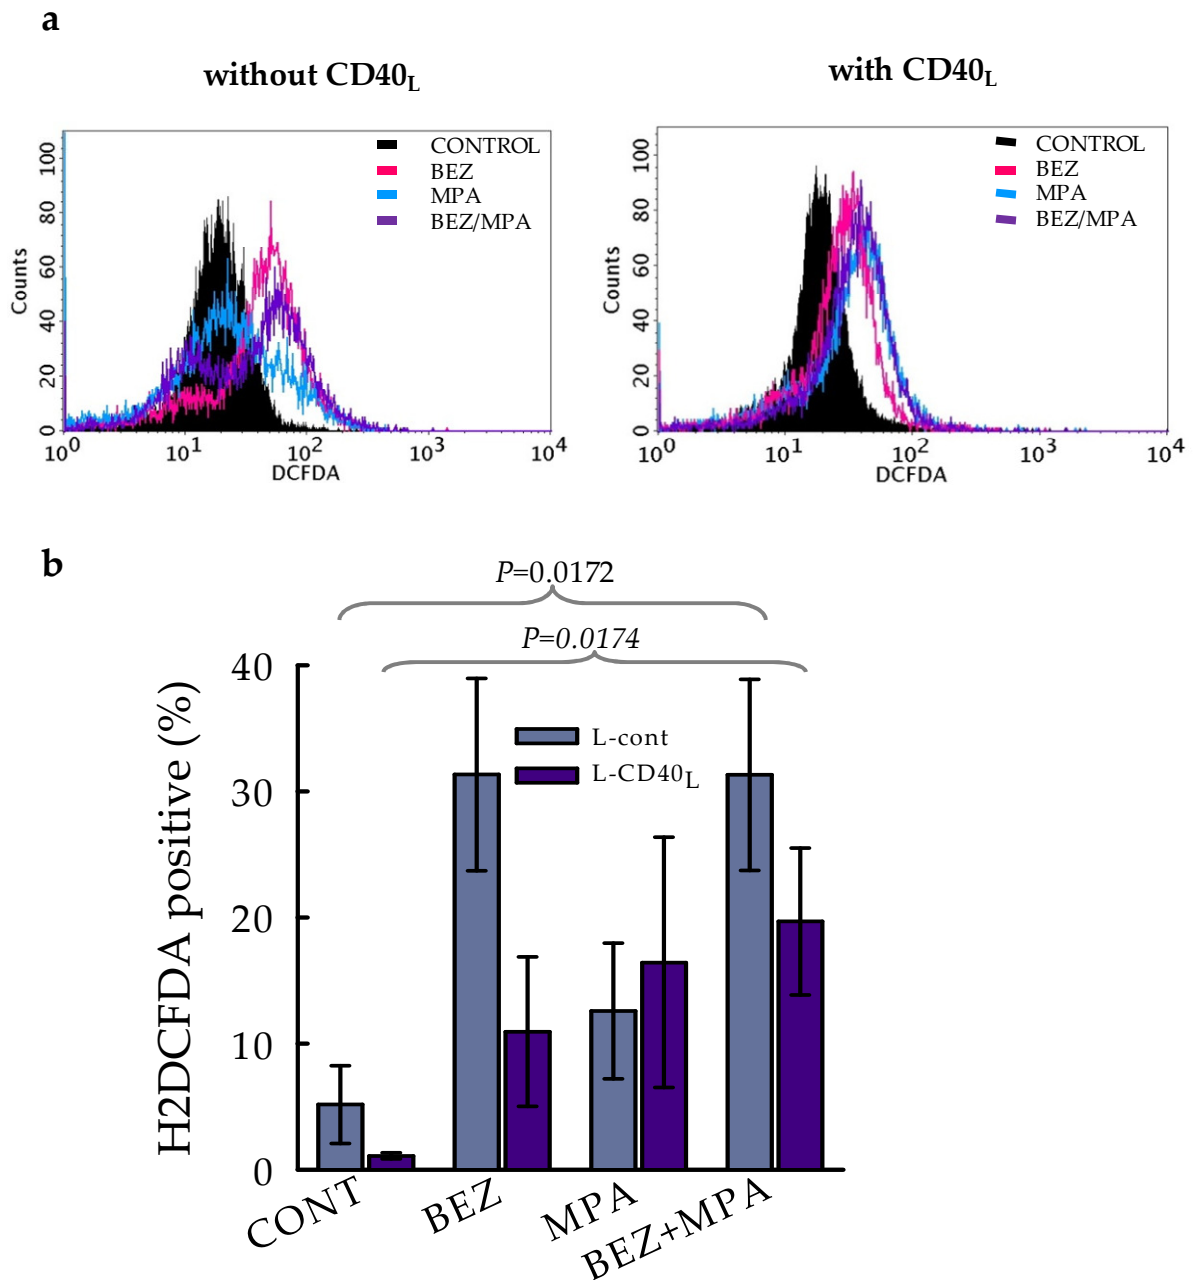 a
without CD40L
with CD40L
CONTROL
BEZ
MPA
BEZ/MPA
Counts
0 20 40 60 80 100
10^0 10^1 10^2 10^3 10^4
DCFDA
CONTROL
BEZ
MPA
BEZ/MPA
Counts
0 20 40 60 80 100
10^0 10^1 10^2 10^3 10^4
DCFDA
b
P=0.0172
P=0.0174
H2DCFDA positive (%)
40
30
20
10
0
L-cont
L-CD40L
CONT
BEZ
MPA
BEZ+MPA